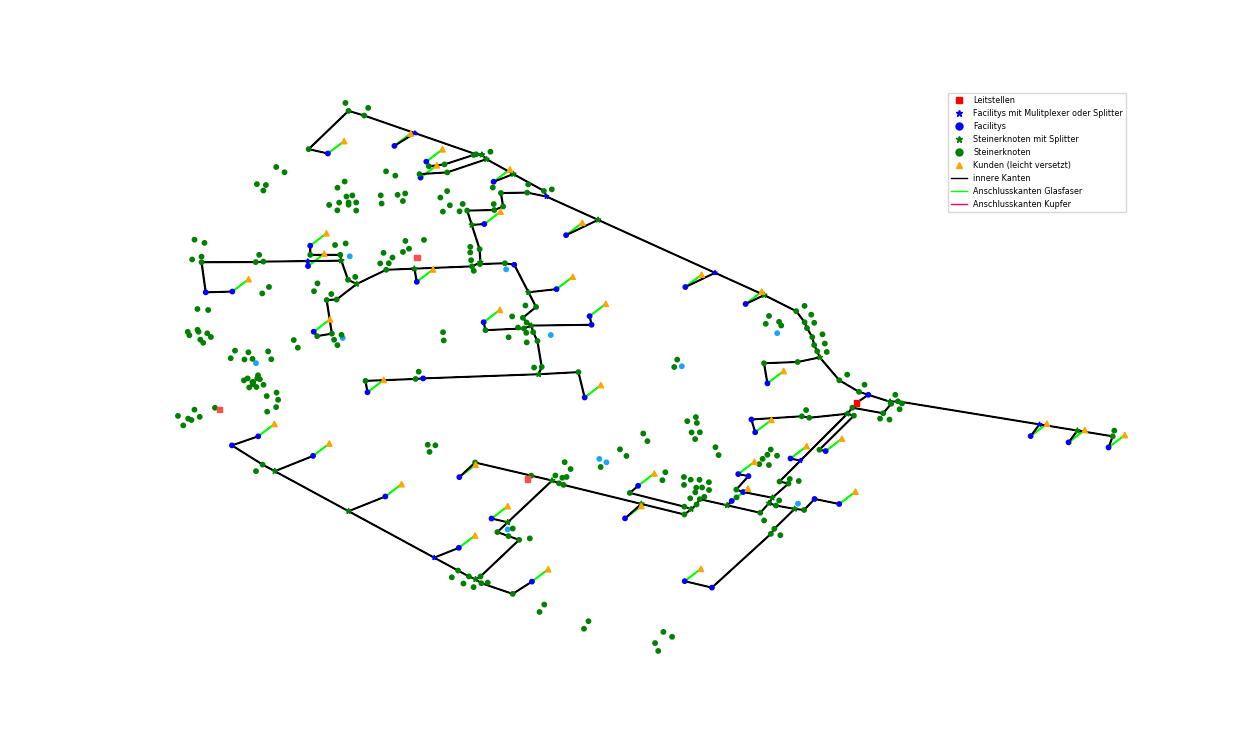 Leitstellen
Facilitys mit Mulitplexer oder Splitter
Facilitys
Steinerknoten mit Splitter
Steinerknoten
Kunden (leicht versetzt)
innere Kanten
Anschlusskanten Glasfaser
Anschlusskanten Kupfer